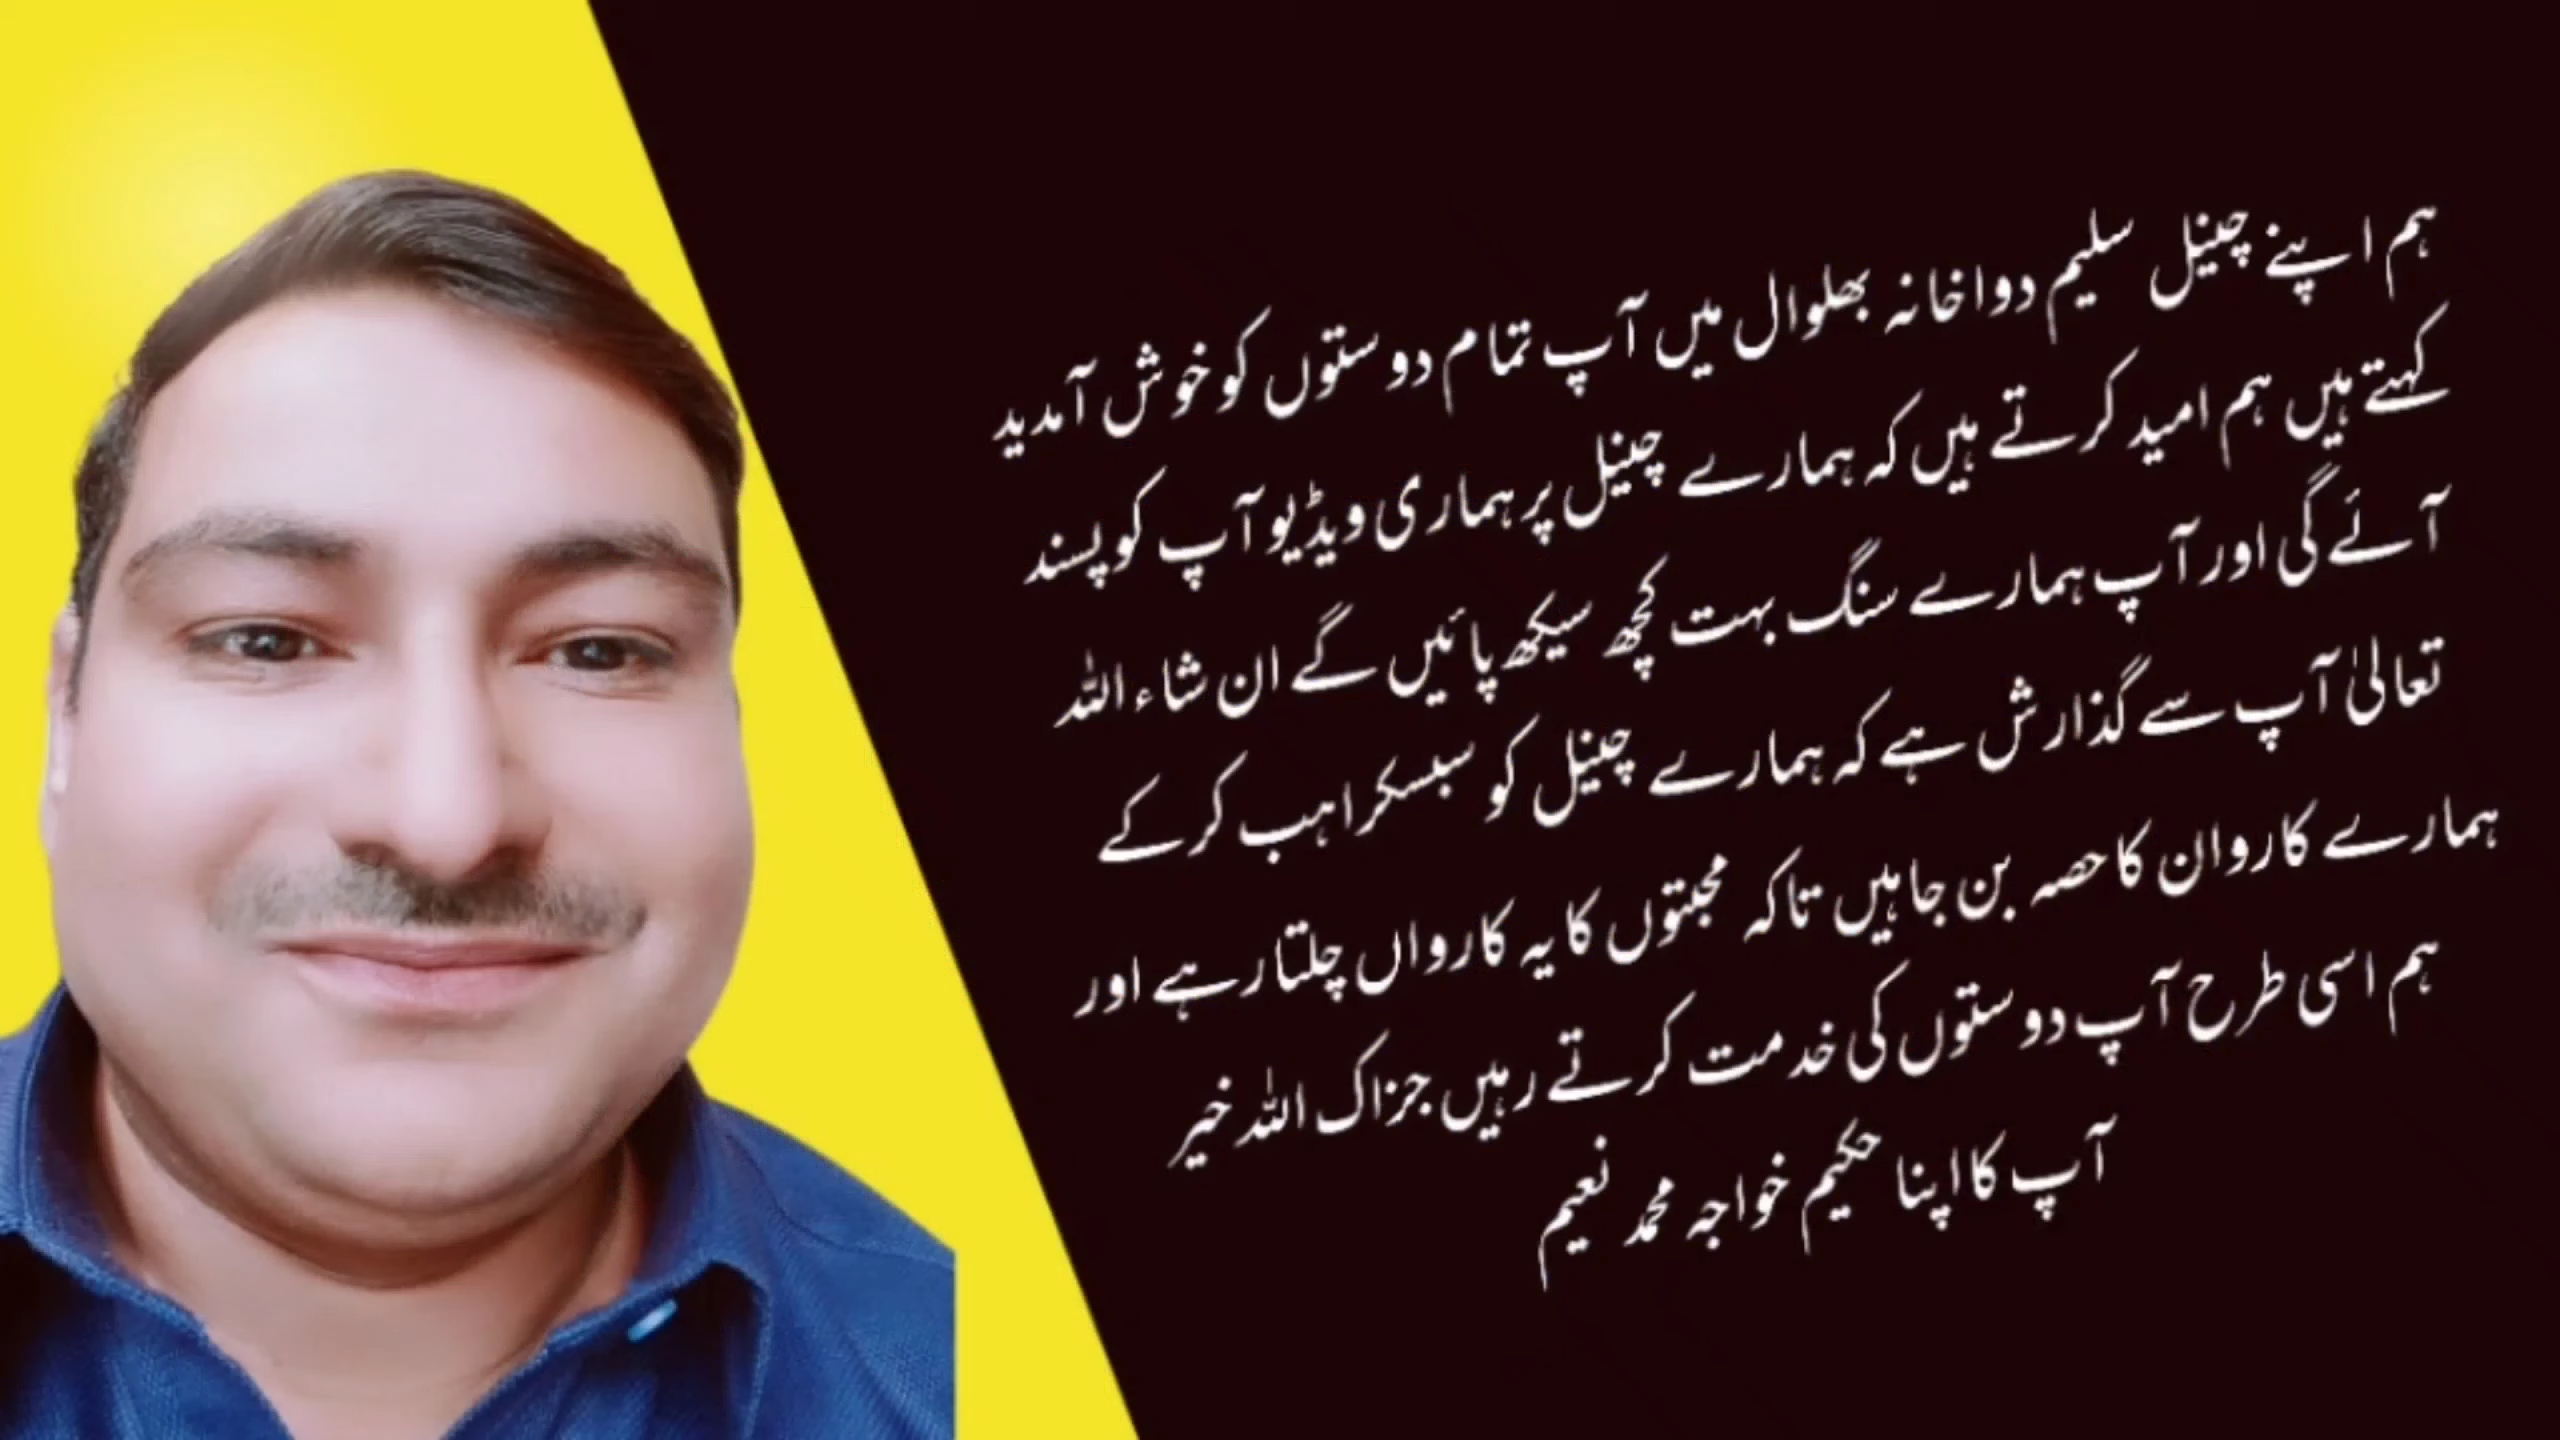 ہم اپنے چینل سلیم دواخانہ بھلوال میں آپ تمام دوستوں کو خوش آمدید
کہتے ہیں ہم امید کرتے ہیں کہ ہمارے چینل پر ہماری ویڈیو آپ کو پسند
آئے گی اور آپ ہمارے سنگ بہت کچھ سیکھ پائیں گے ان شاء اللہ
تعالیٰ آپ سے گذارش ہے کہ ہمارے چینل کو سبسکراہب کر کے
ہمارے کاروان کا حصہ بن جاہیں تاکہ محبتوں کا یہ کارواں چلتا رہے اور
ہم اسی طرح آپ دوستوں کی خدمت کرتے رہیں جزاک اللہ خیر
آپ کا اپنا حکیم خواجہ محمد نعیم